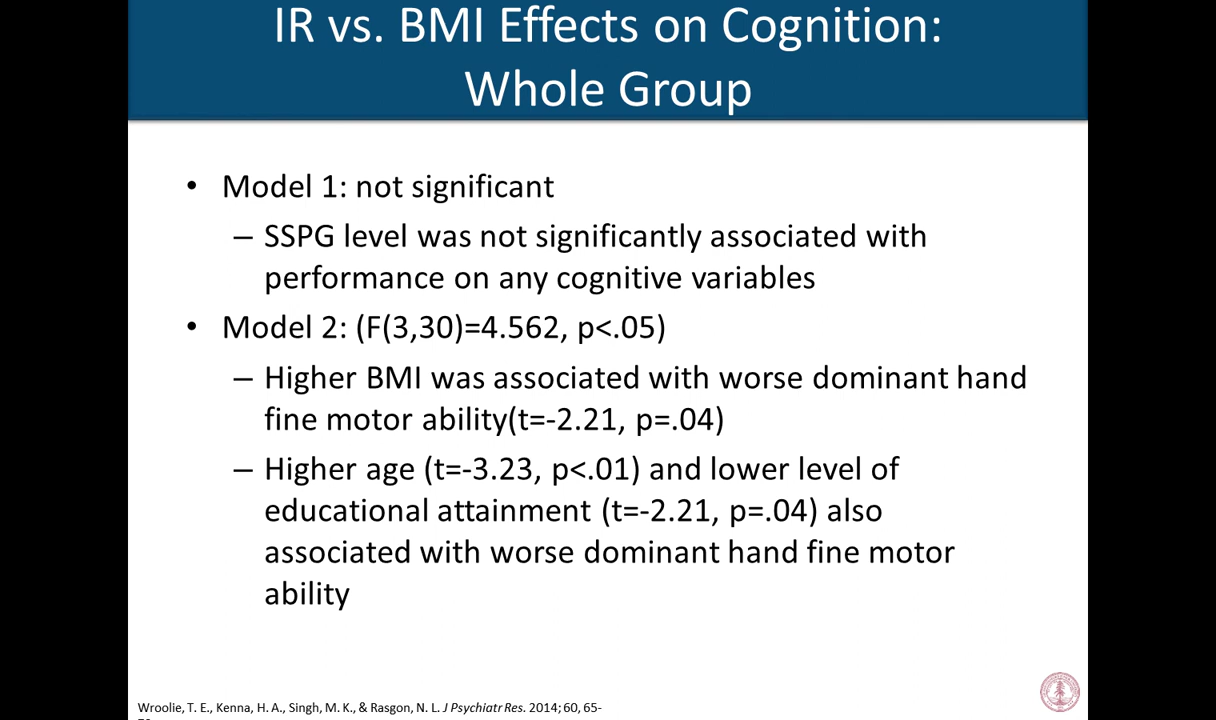 IR vs. BMI Effects on Cognition:
Whole Group
• Model 1: not significant
– SSPG level was not significantly associated with
performance on any cognitive variables
• Model 2: (F(3,30)=4.562, p<.05)
– Higher BMI was associated with worse dominant hand
fine motor ability(t=-2.21, p=.04)
– Higher age (t=-3.23, p<.01) and lower level of
educational attainment (t=-2.21, p=.04) also
associated with worse dominant hand fine motor
ability
Wroolie, T. E., Kenna, H. A., Singh, M. K., & Rasgon, N. L. J Psychiatr Res. 2014; 60, 65-